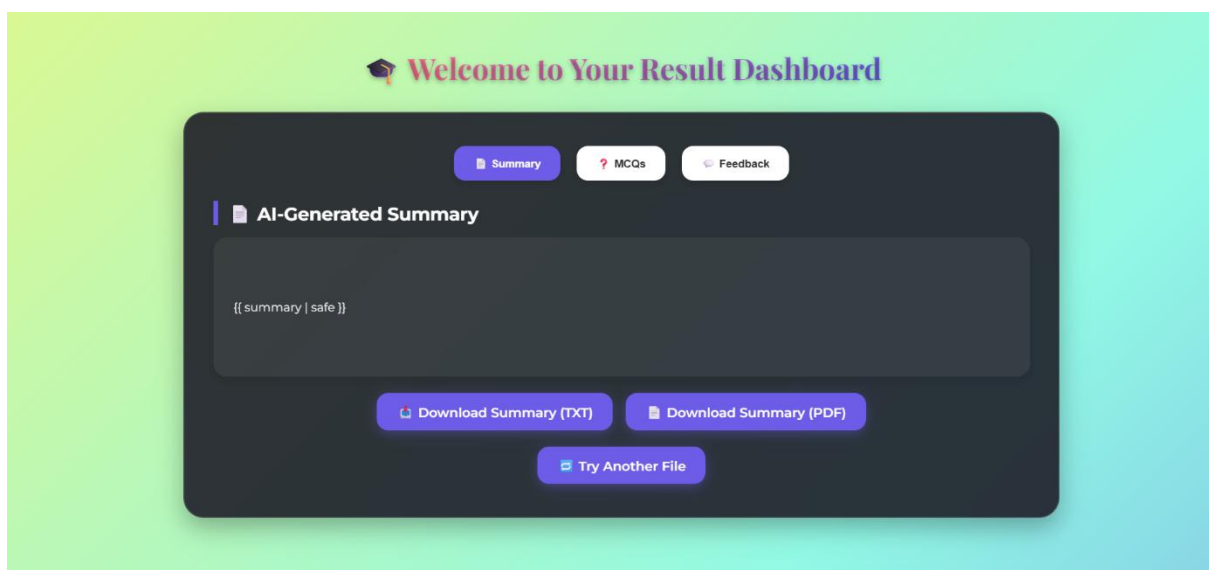 🎓 Welcome to Your Result Dashboard
📄 Summary
❓ MCQs
💬 Feedback
📄 AI-Generated Summary
{{ summary | safe }}
📥 Download Summary (TXT)
📄 Download Summary (PDF)
🔁 Try Another File